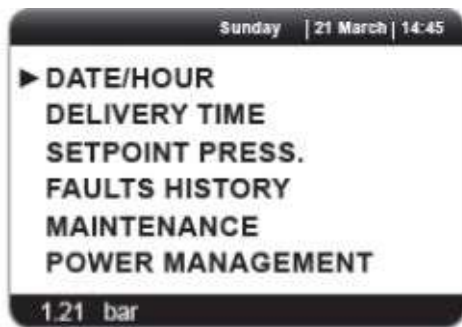 Sunday | 21 March | 14:45
DATE/HOUR
DELIVERY TIME
SETPOINT PRESS.
FAULTS HISTORY
MAINTENANCE
POWER MANAGEMENT
1.21 bar